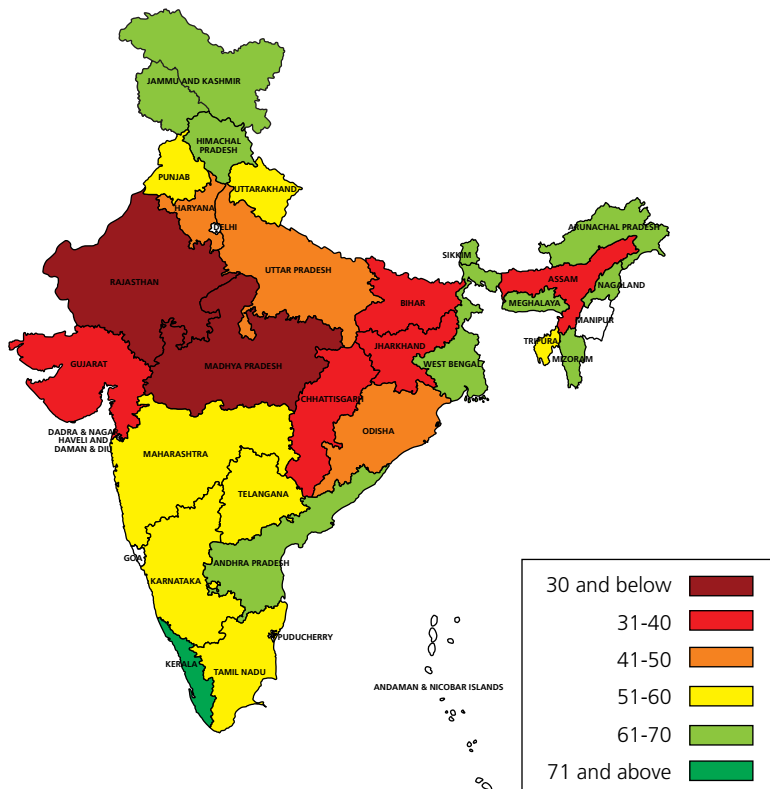 JAMMU AND KASHMIR
HIMACHAL
PRADESH
PUNJAB
UTTARAKHAND
HARYANA
DELHI
ARUNACHAL PRADESH
SIKKIM
RAJASTHAN
UTTAR PRADESH
ASSAM
NAGALAND
BIHAR
MEGHALAYA
MANIPUR
JHARKHAND
TRIPURA
GUJARAT
MADHYA PRADESH
WEST BENGAL
MIZORAM
CHHATTISGARH
DADRA & NAGAR
HAVELI AND
DAMAN & DIU
ODISHA
MAHARASHTRA
TELANGANA
GOA
ANDHRA PRADESH
KARNATAKA
PUDUCHERRY
KERALA
TAMIL NADU
ANDAMAN & NICOBAR ISLANDS
30 and below
31-40
41-50
51-60
61-70
71 and above